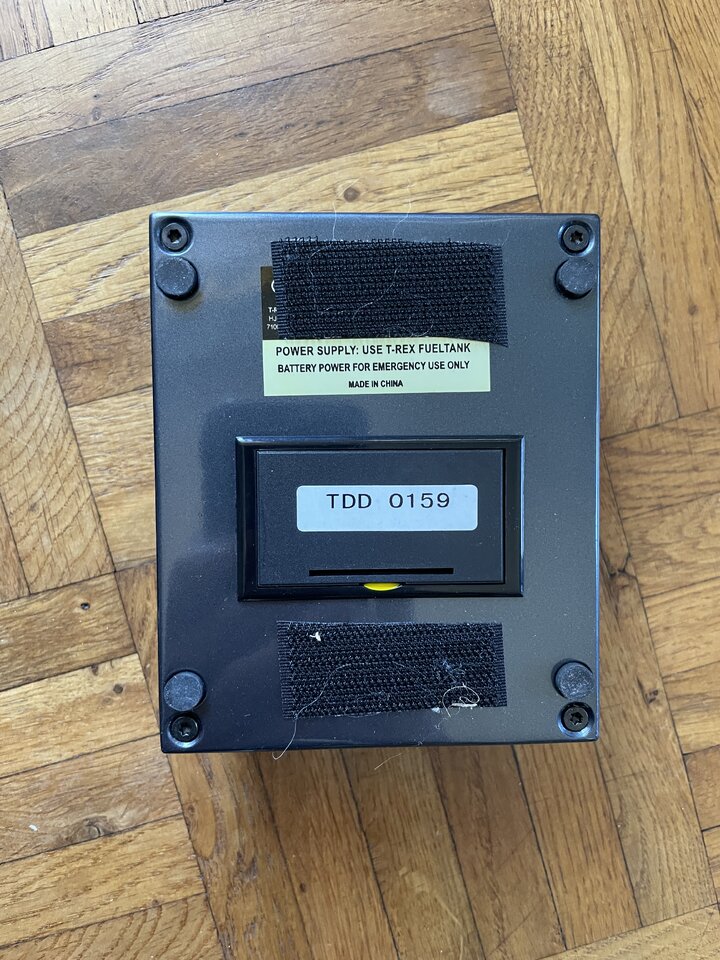 POWER SUPPLY: USE T-REX FUELTANK
BATTERY POWER FOR EMERGENCY USE ONLY
MADE IN CHINA
TDD 0159